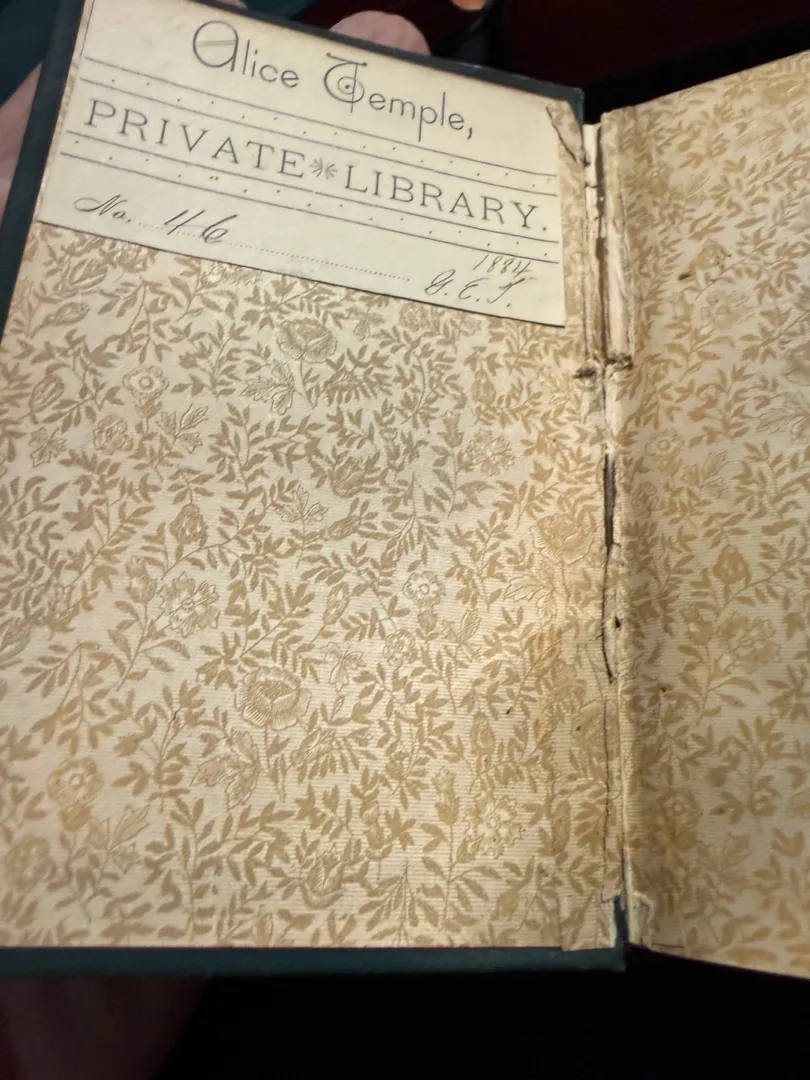 Alice Temple,
PRIVATE LIBRARY.
No. 46
1884
G. E. T.